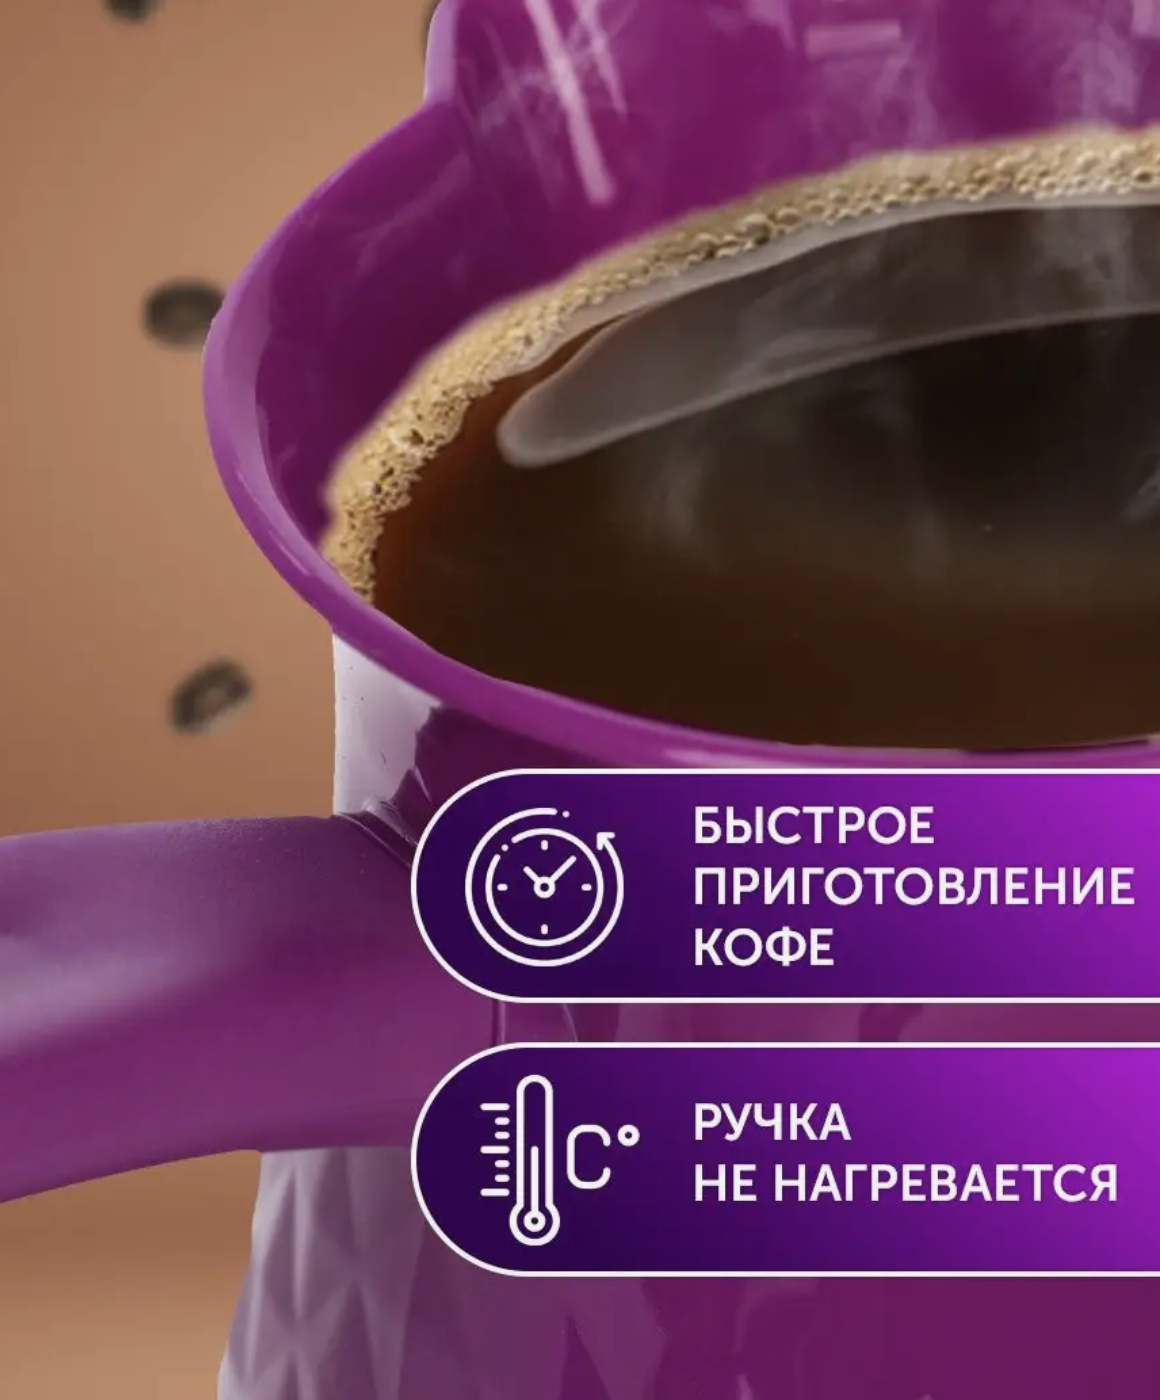 БЫСТРОЕ
ПРИГОТОВЛЕНИЕ
КОФЕ
C°
РУЧКА
НЕ НАГРЕВАЕТСЯ